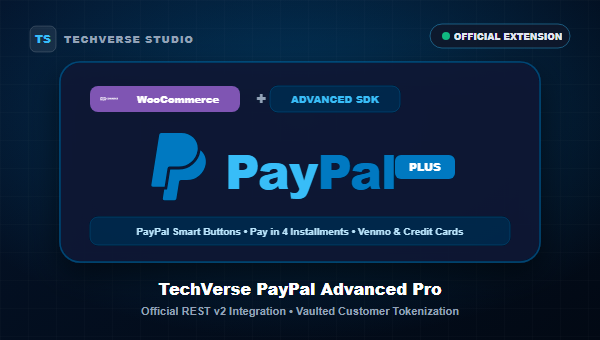 TS TECHVERSE STUDIO
OFFICIAL EXTENSION
WooCommerce + ADVANCED SDK
PayPal PLUS
PayPal Smart Buttons • Pay in 4 Installments • Venmo & Credit Cards
TechVerse PayPal Advanced Pro
Official REST v2 Integration • Vaulted Customer Tokenization